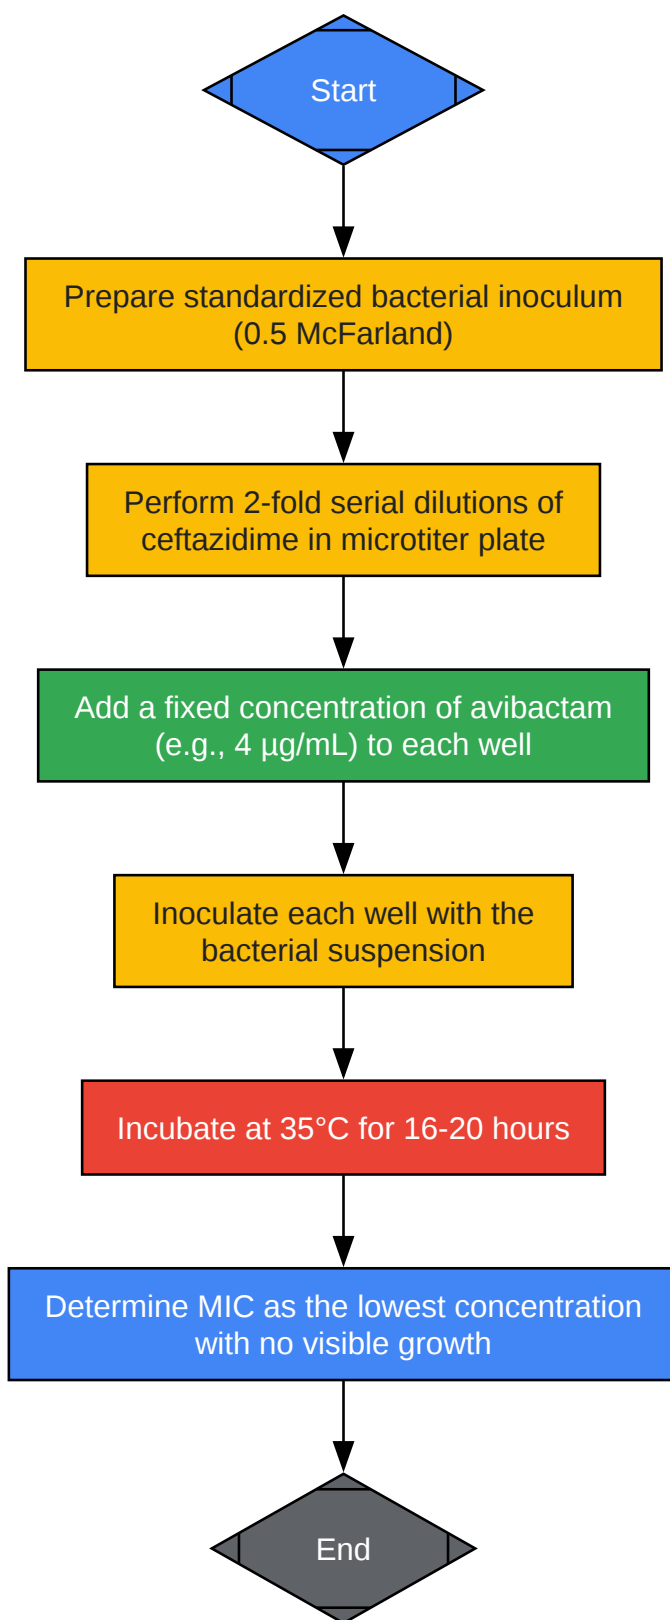 Start
Prepare standardized bacterial inoculum
(0.5 McFarland)
Perform 2-fold serial dilutions of
ceftazidime in microtiter plate
Add a fixed concentration of avibactam
(e.g., 4 µg/mL) to each well
Inoculate each well with the
bacterial suspension
Incubate at 35°C for 16-20 hours
Determine MIC as the lowest concentration
with no visible growth
End